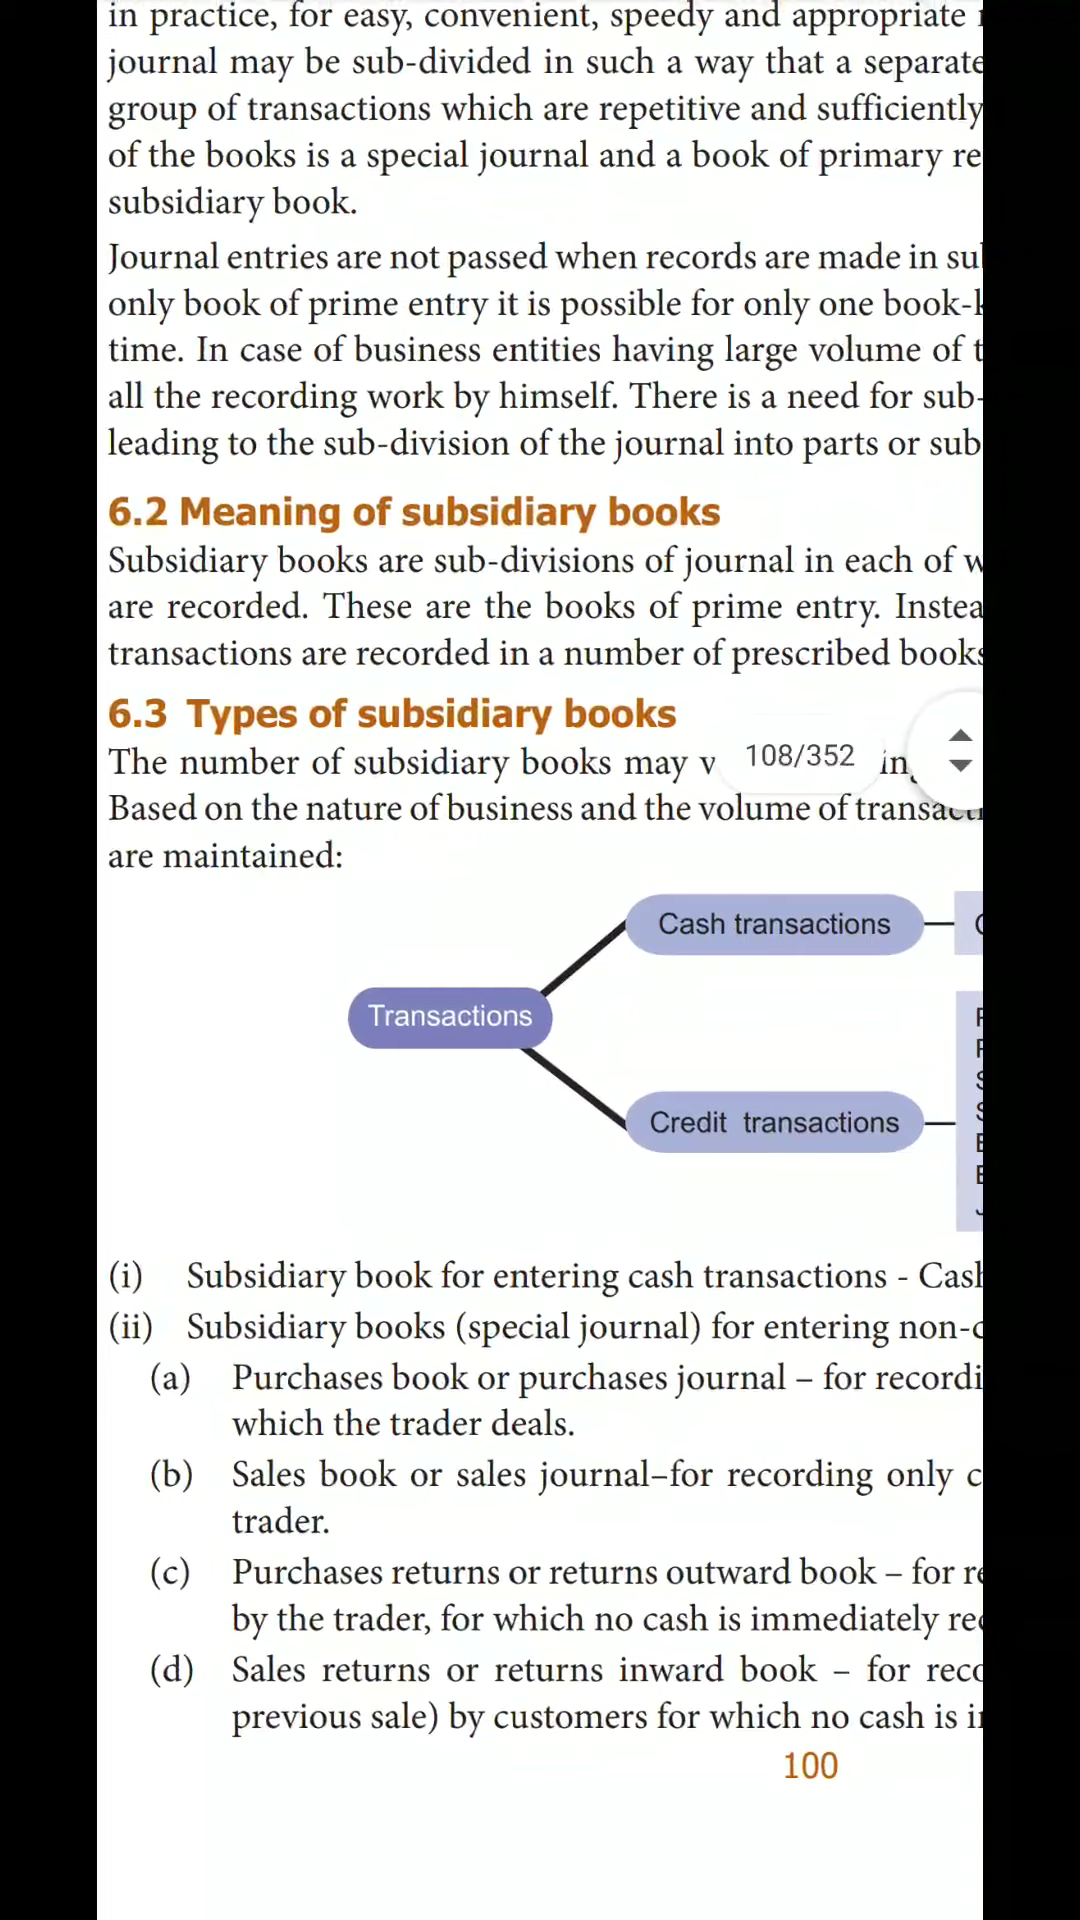 in practice, for easy, convenient, speedy and appropriate
journal may be sub-divided in such a way that a separate
group of transactions which are repetitive and sufficiently
of the books is a special journal and a book of primary re
subsidiary book.
Journal entries are not passed when records are made in su
only book of prime entry it is possible for only one book-
time. In case of business entities having large volume of t
all the recording work by himself. There is a need for sub-
leading to the sub-division of the journal into parts or sub
6.2 Meaning of subsidiary books
Subsidiary books are sub-divisions of journal in each of w
are recorded. These are the books of prime entry. Instea
transactions are recorded in a number of prescribed books
6.3 Types of subsidiary books
The number of subsidiary books may v
108/352
in
Based on the nature of business and the volume of transact
are maintained:
Cash transactions
Transactions
Credit transactions
(i) Subsidiary book for entering cash transactions - Cash
(ii) Subsidiary books (special journal) for entering non-c
(a) Purchases book or purchases journal – for recordi
which the trader deals.
(b) Sales book or sales journal–for recording only c
trader.
(c) Purchases returns or returns outward book – for re
by the trader, for which no cash is immediately rec
(d) Sales returns or returns inward book – for reco
previous sale) by customers for which no cash is i
100